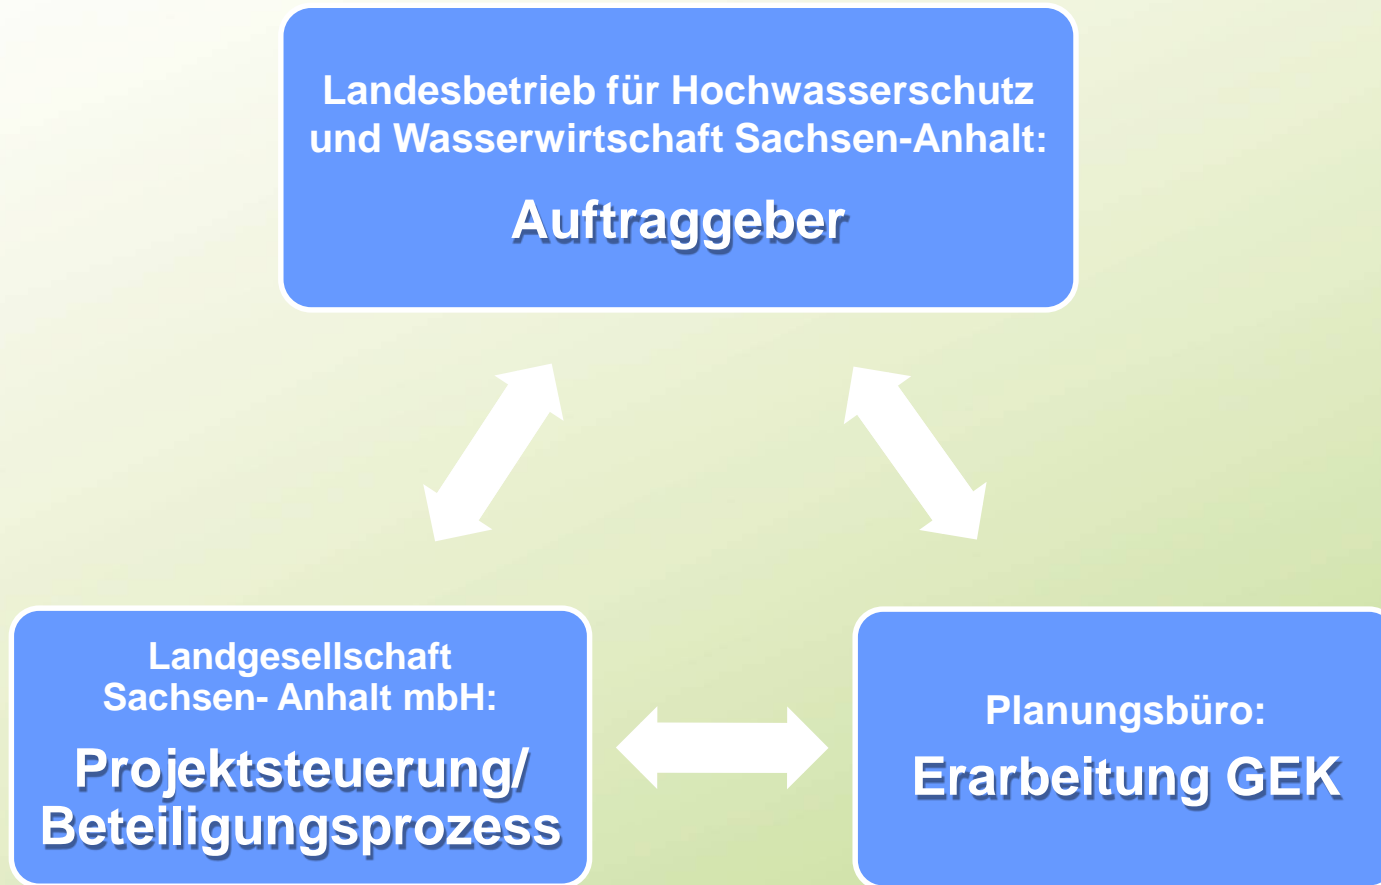 Landesbetrieb für Hochwasserschutz
und Wasserwirtschaft Sachsen-Anhalt:
Auftraggeber
Landgesellschaft
Sachsen- Anhalt mbH:
Projektsteuerung/
Beteiligungsprozess
Planungsbüro:
Erarbeitung GEK